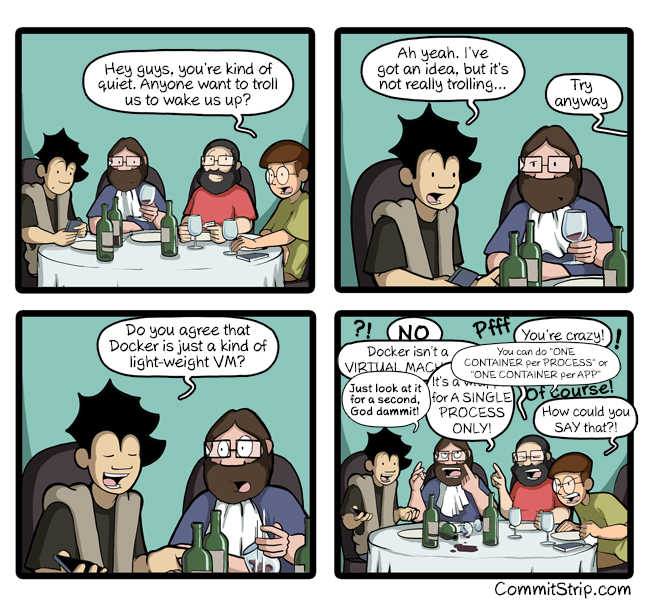 Hey guys, you're kind of
quiet. Anyone want to troll
us to wake us up?
Ah yeah. I've
got an idea, but it's
not really trolling...
Try
anyway
Do you agree that
Docker is just a kind of
light-weight VM?
?!
NO
Pfff
You're crazy!
!
Docker isn't a
VIRTUAL
You can do "ONE
CONTAINER per PROCESS" or
"ONE CONTAINER per APP"
Just look at it
for a second,
God dammit!
It's a
for A SINGLE
PROCESS
ONLY!
Of course!
How could you
SAY that?!
CommitStrip.com